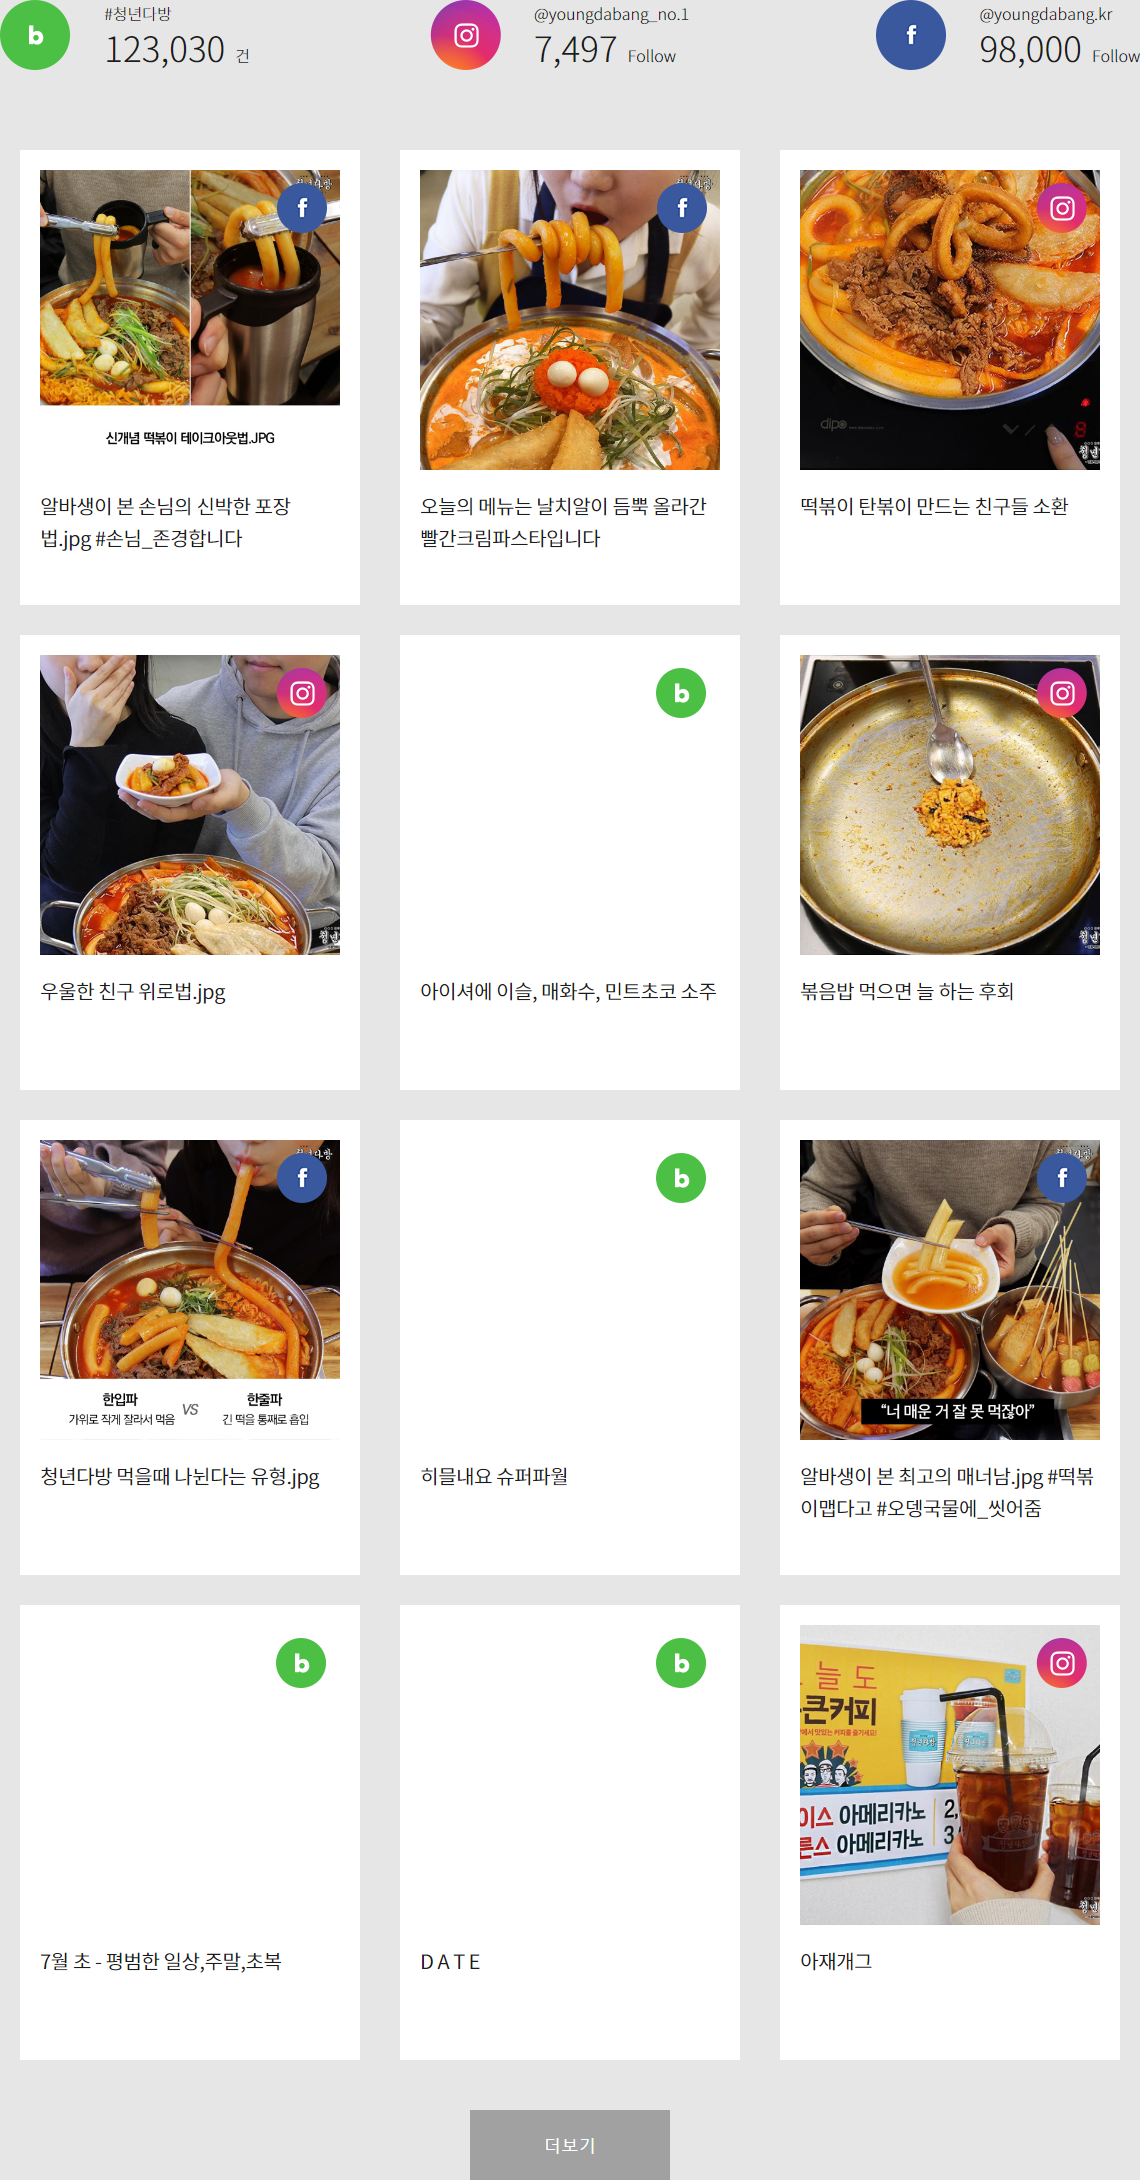 #청년다방
123,030 건
@youngdabang_no.1
7,497 Follow
@youngdabang.kr
98,000 Follow
신개념 떡볶이 테이크아웃법.JPG
알바생이 본 손님의 신박한 포장
법.jpg #손님_존경합니다
오늘의 메뉴는 날치알이 듬뿍 올라간
빨간크림파스타입니다
dipo
8
떡볶이 탄볶이 만드는 친구들 소환
우울한 친구 위로법.jpg
아이셔에 이슬, 매화수, 민트초코 소주
볶음밥 먹으면 늘 하는 후회
한입파
가위로 작게 잘라서 먹음
VS
한줄파
긴 떡을 통째로 흡입
청년다방 먹을때 나뉜다는 유형.jpg
히믈내요 슈퍼파월
“너 매운 거 잘 못 먹잖아”
알바생이 본 최고의 매너남.jpg #떡볶
이맵다고 #오뎅국물에_씻어줌
7월 초 - 평범한 일상,주말,초복
D A T E
늘 도
큰커피
이스 아메리카노 2,
른스 아메리카노 3
아재개그
더보기